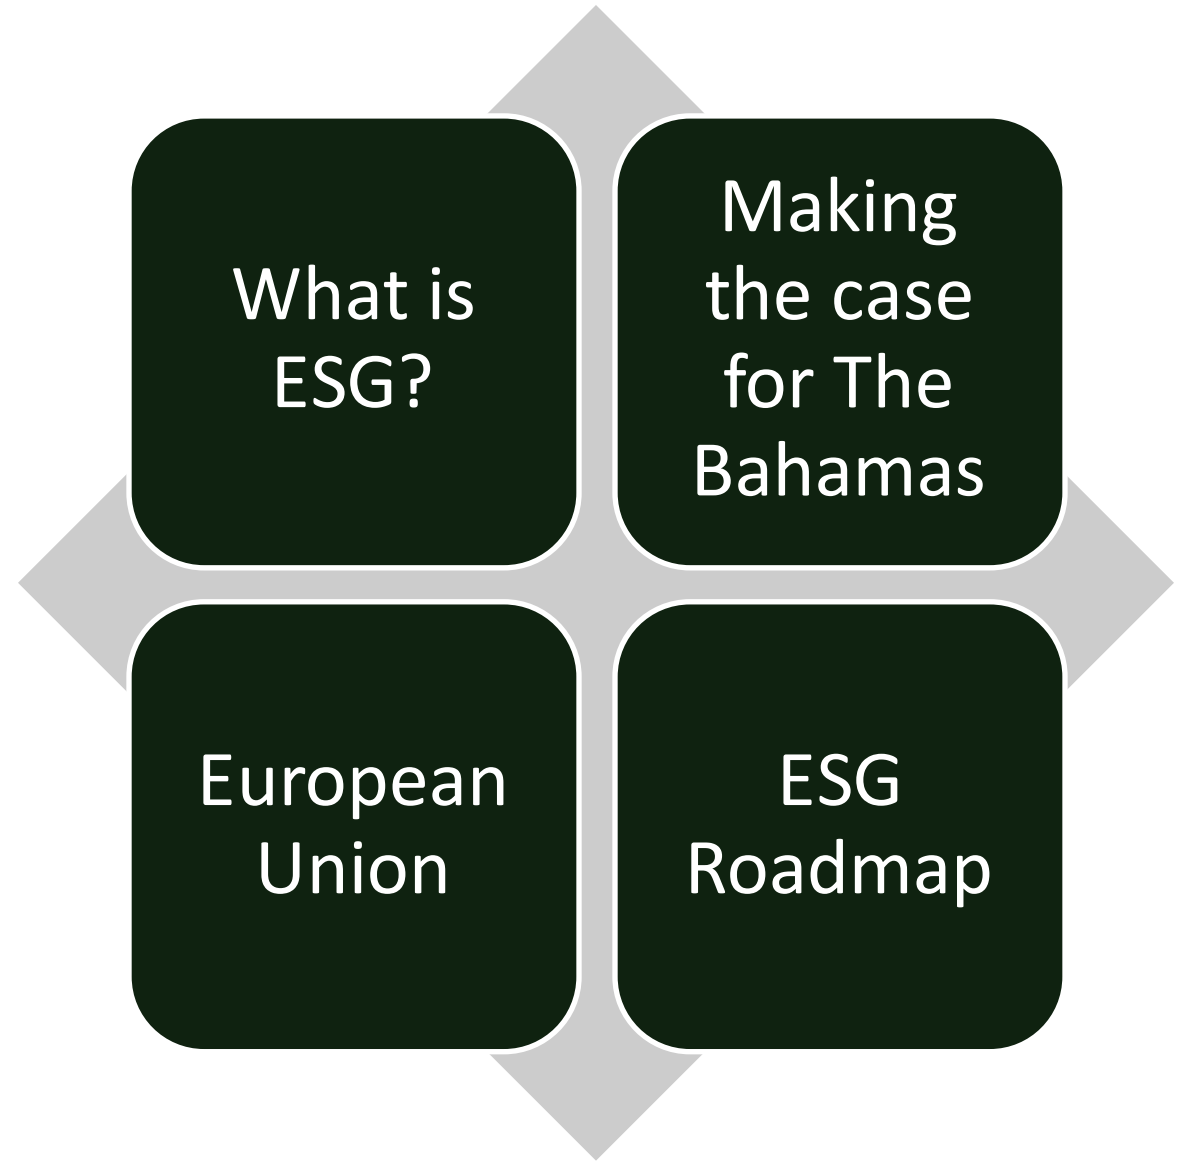 What is
ESG?
Making
the case
for The
Bahamas
European
Union
ESG
Roadmap